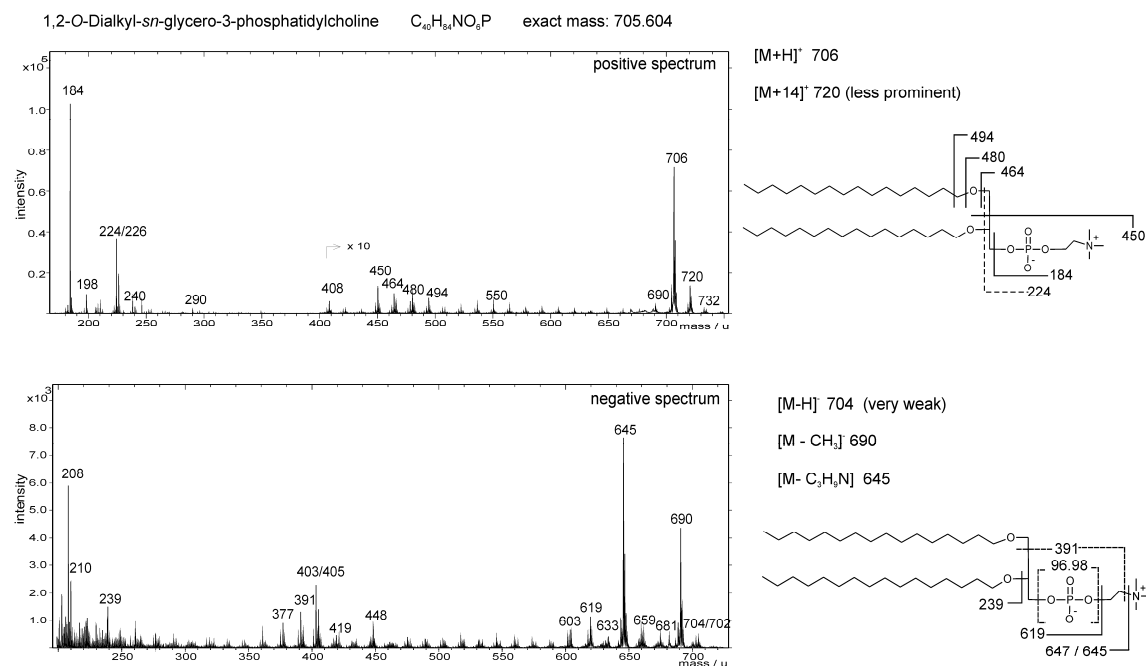 1,2-O-Dialkyl-sn-glycero-3-phosphatidylcholine C₄₀H₈₄NO₆P exact mass: 705.604
x10⁵
positive spectrum
184
1.0
0.8
0.6
0.4
0.2
intensity
706
224/226
198
240
290
x 10
408
450
464
480
494
550
690
720
732
200 250 300 350 400 450 500 550 600 650 700
mass / u
[M+H]⁺ 706
[M+14]⁺ 720 (less prominent)
494
480
464
O
O
450
O P O N⁺
O
O⁻
184
224
x10³
negative spectrum
8.0
7.0
6.0
5.0
4.0
3.0
2.0
1.0
intensity
645
208
690
210
239
377
391
403/405
419
448
603
619
633
659
681
704/702
250 300 350 400 450 500 550 600 650 700
mass / u
[M-H]⁻ 704 (very weak)
[M - CH₃]⁻ 690
[M- C₃H₉N] 645
O
391
96.98
O
O P O N⁺
O
O⁻
239
619
647 / 645